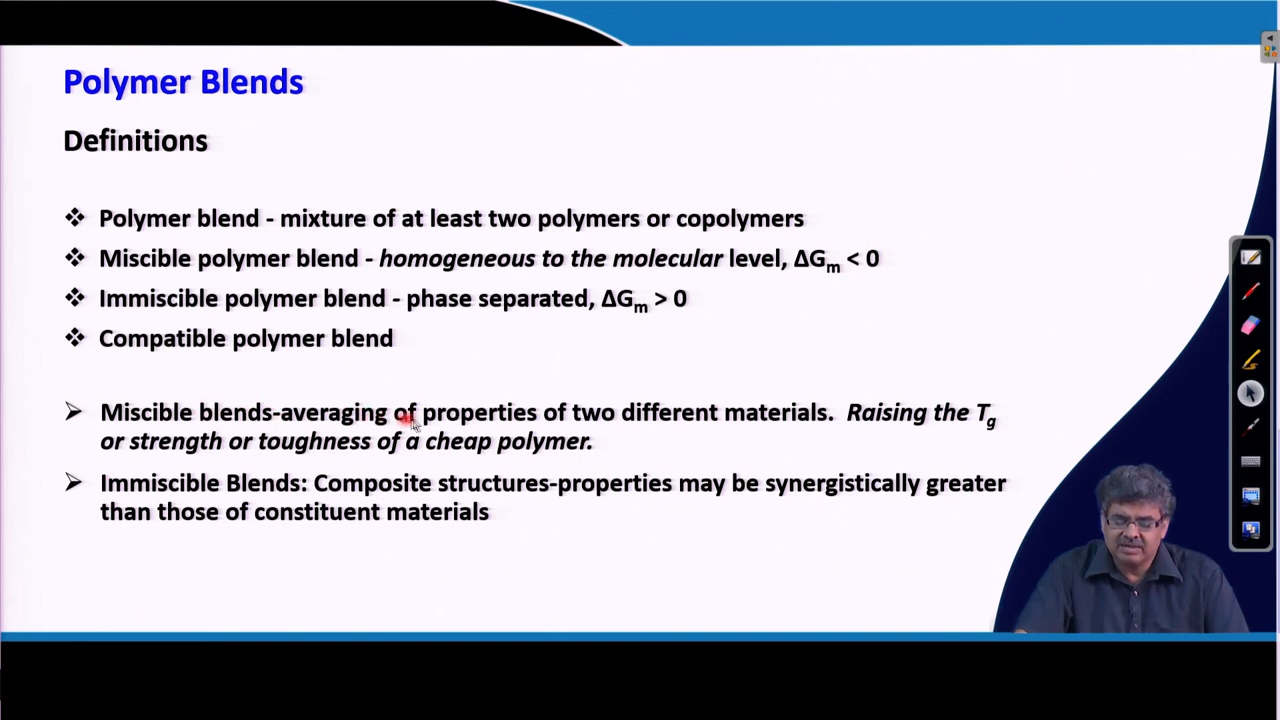 Polymer Blends
Definitions
❖ Polymer blend - mixture of at least two polymers or copolymers
❖ Miscible polymer blend - homogeneous to the molecular level, ΔGm < 0
❖ Immiscible polymer blend - phase separated, ΔGm > 0
❖ Compatible polymer blend
➢ Miscible blends-averaging of properties of two different materials. Raising the Tg
or strength or toughness of a cheap polymer.
➢ Immiscible Blends: Composite structures-properties may be synergistically greater
than those of constituent materials